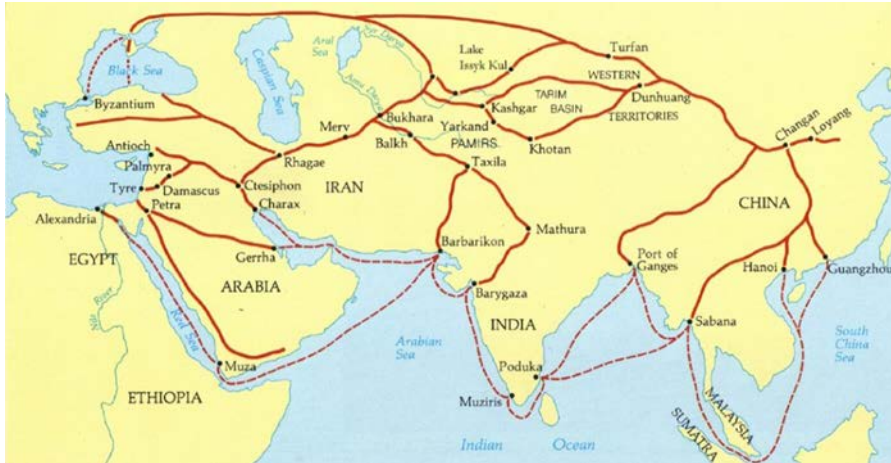 Black Sea
Byzantium
Caspian Sea
Aral
Sea
Syr Darya
Amu Darya
Lake
Issyk Kul
Turfan
WESTERN
TARIM
BASIN
Dunhuang
TERRITORIES
Kashgar
Yarkand
PAMIRS
Khotan
Merv
Bukhara
Balkh
Taxila
Changan
Loyang
Antioch
Palmyra
Tyre
Damascus
Petra
Ctesiphon
Charax
Rhagae
IRAN
Alexandria
EGYPT
Nile River
Gerrha
ARABIA
Red Sea
Muza
ETHIOPIA
Barbarikon
Mathura
Barygaza
INDIA
Arabian
Sea
Poduka
Muziris
Indian Ocean
CHINA
Port of
Ganges
Hanoi
Guangzhou
Sabana
South
China
Sea
MALAYSIA
SUMATRA